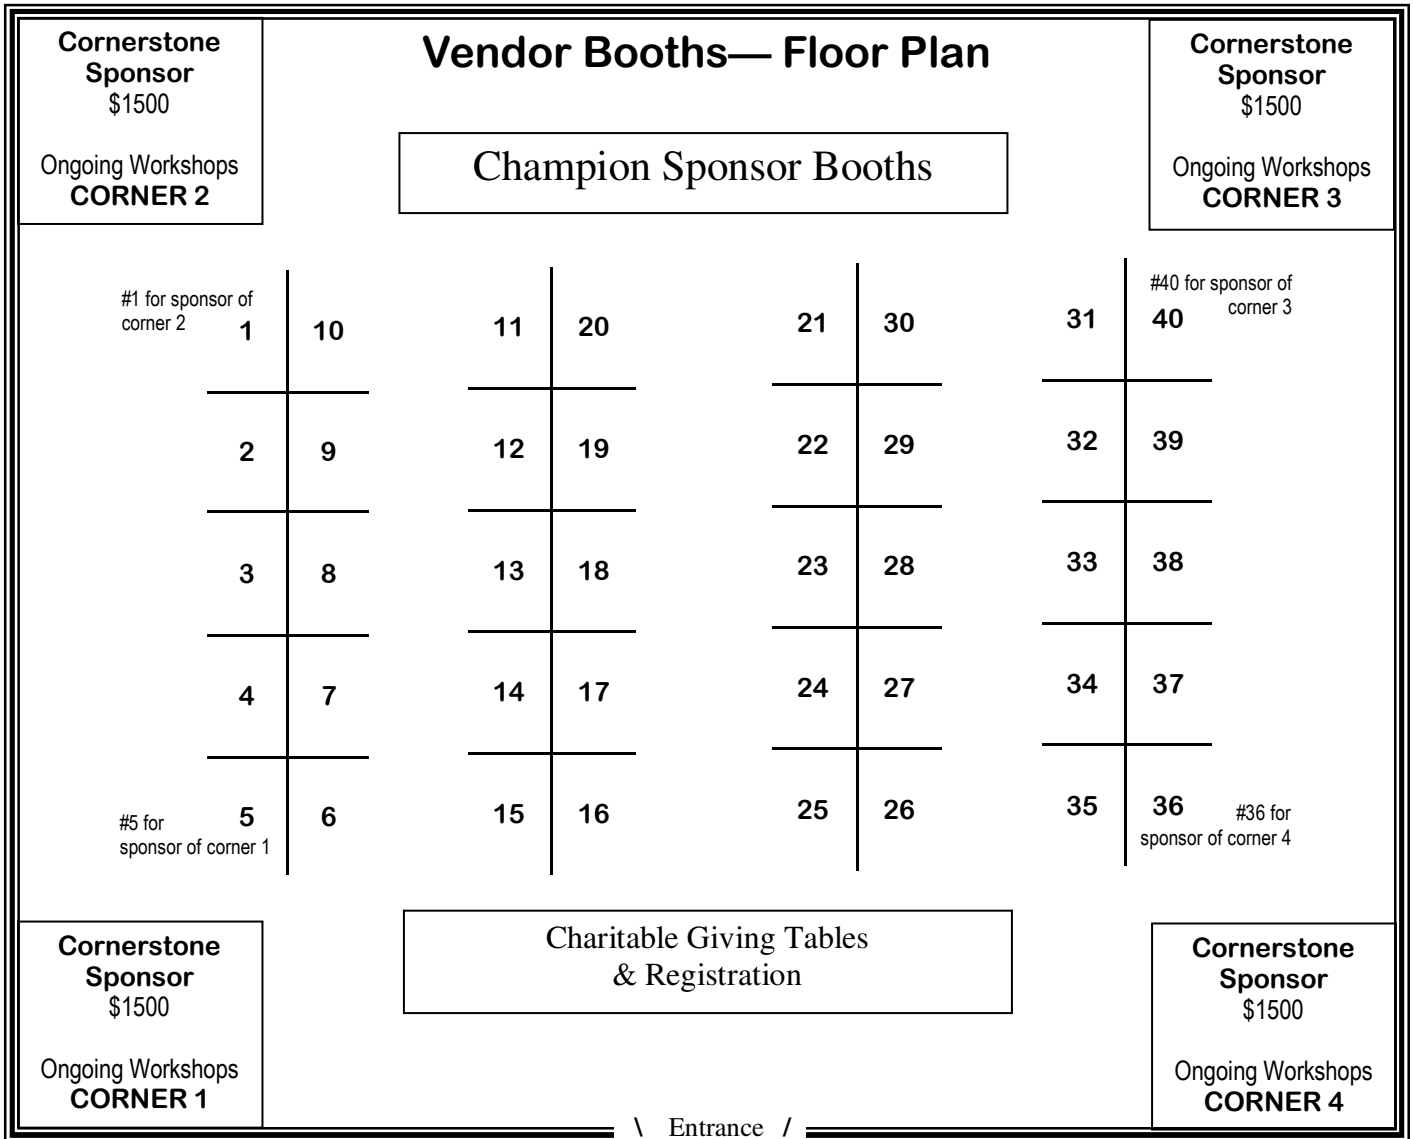 Cornerstone
Sponsor
$1500
Ongoing Workshops
CORNER 2
Vendor Booths— Floor Plan
Cornerstone
Sponsor
$1500
Ongoing Workshops
CORNER 3
Champion Sponsor Booths
#1 for sponsor of
corner 2
#40 for sponsor of
corner 3
1 10 11 20 21 30 31 40
2 9 12 19 22 29 32 39
3 8 13 18 23 28 33 38
4 7 14 17 24 27 34 37
5 6 15 16 25 26 35 36
#5 for
sponsor of corner 1
#36 for
sponsor of corner 4
Charitable Giving Tables
& Registration
Cornerstone
Sponsor
$1500
Ongoing Workshops
CORNER 1
Cornerstone
Sponsor
$1500
Ongoing Workshops
CORNER 4
\ Entrance /